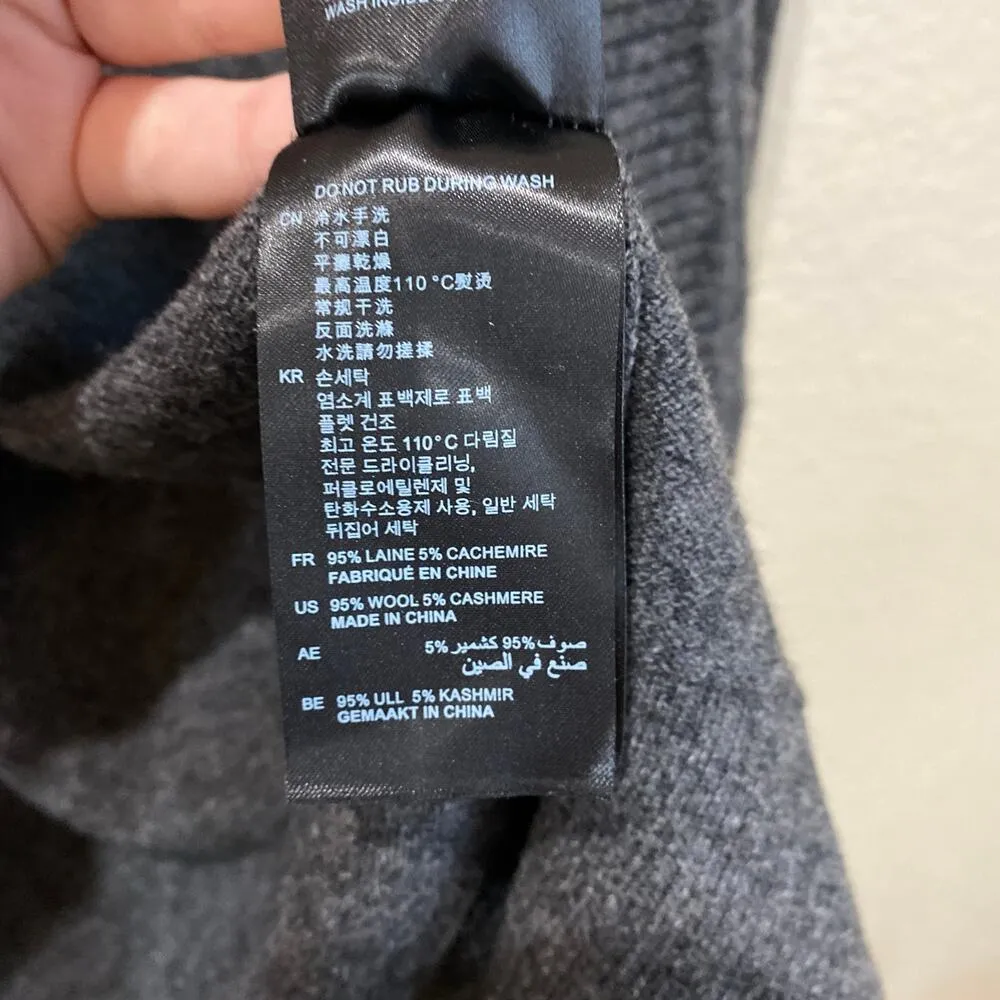 WASH INSIDE
DO NOT RUB DURING WASH
CN 冷水手洗
不可漂白
平攤乾燥
最高温度110°C熨烫
常规干洗
反面洗滌
水洗請勿搓揉
KR 손세탁
염소계 표백제로 표백
플렛 건조
최고 온도 110°C 다림질
전문 드라이클리닝,
퍼클로에틸렌제 및
탄화수소용제 사용, 일반 세탁
뒤집어 세탁
FR 95% LAINE 5% CACHEMIRE
FABRIQUÉ EN CHINE
US 95% WOOL 5% CASHMERE
MADE IN CHINA
AE صوف 95% كشمير 5%
صنع في الصين
BE 95% ULL 5% KASHMIR
GEMAAKT IN CHINA